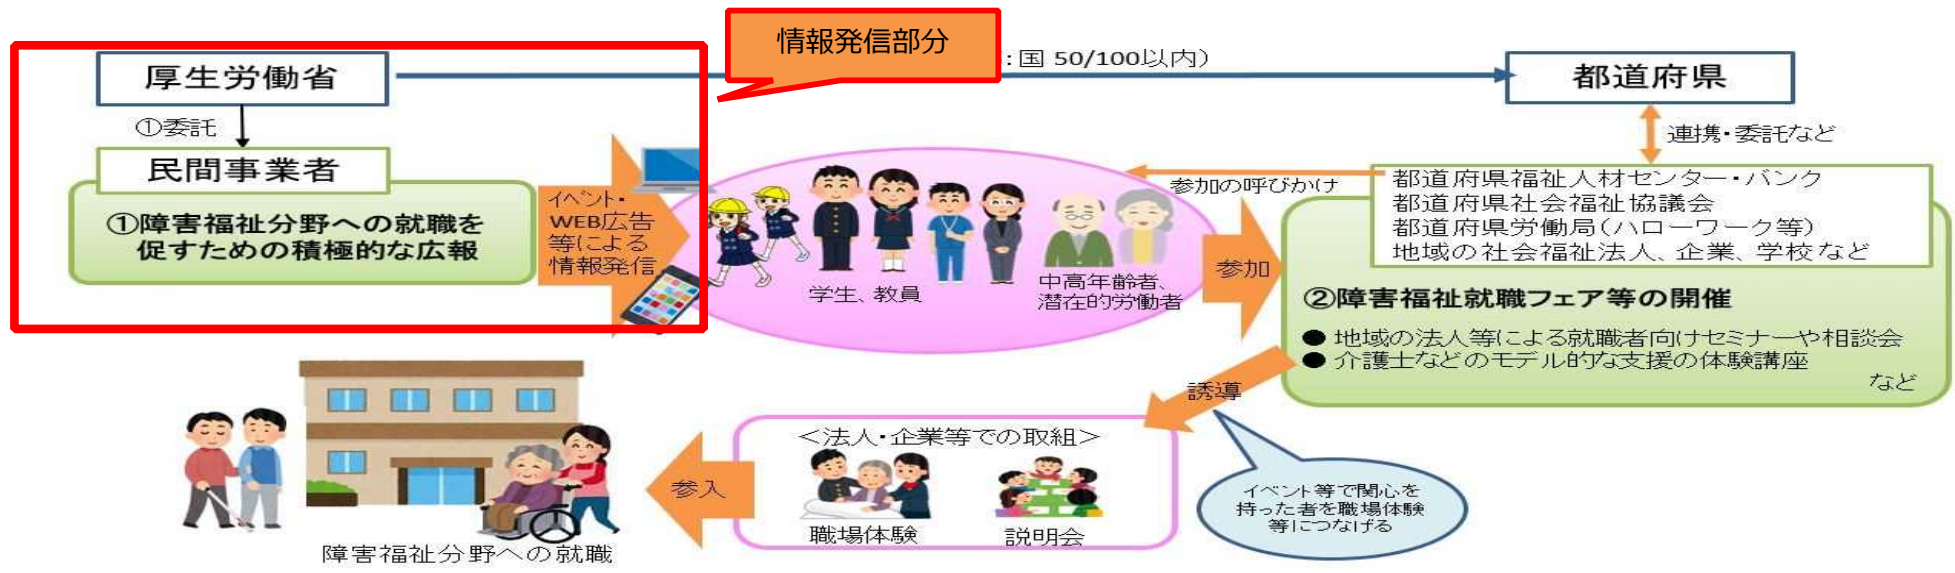 情報発信部分
厚生労働省
：国 50/100以内）
都道府県
①委託
連携・委託など
民間事業者
①障害福祉分野への就職を
促すための積極的な広報
イベント・
WEB広告
等による
情報発信
学生、教員
中高年齢者、
潜在的労働者
参加の呼びかけ
参加
都道府県福祉人材センター・バンク
都道府県社会福祉協議会
都道府県労働局（ハローワーク等）
地域の社会福祉法人、企業、学校など
②障害福祉就職フェア等の開催
● 地域の法人等による就職者向けセミナーや相談会
● 介護士などのモデル的な支援の体験講座
など
誘導
イベント等で関心を
持った者を職場体験
等につなげる
＜法人・企業等での取組＞
職場体験
説明会
参入
障害福祉分野への就職